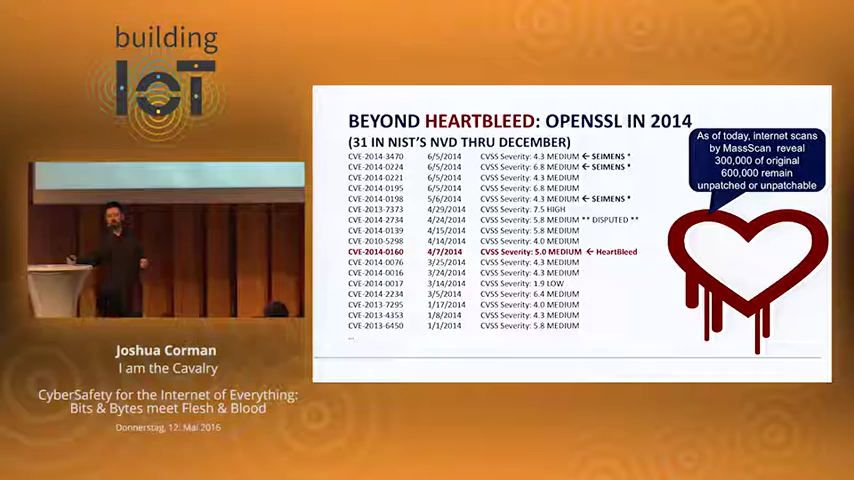 building
IoT
BEYOND HEARTBLEED: OPENSSL IN 2014
(31 IN NIST'S NVD THRU DECEMBER)
CVE-2014-3470 6/5/2014 CVSS Severity: 4.3 MEDIUM ← SEIMENS *
CVE-2014-0224 6/5/2014 CVSS Severity: 6.8 MEDIUM ← SEIMENS *
CVE-2014-0221 6/5/2014 CVSS Severity: 4.3 MEDIUM
CVE-2014-0195 6/5/2014 CVSS Severity: 6.8 MEDIUM
CVE-2014-0198 5/6/2014 CVSS Severity: 4.3 MEDIUM ← SEIMENS *
CVE-2013-7373 4/29/2014 CVSS Severity: 7.5 HIGH
CVE-2014-2734 4/24/2014 CVSS Severity: 5.8 MEDIUM ** DISPUTED **
CVE-2014-0139 4/15/2014 CVSS Severity: 5.8 MEDIUM
CVE-2010-5298 4/14/2014 CVSS Severity: 4.0 MEDIUM
CVE-2014-0160 4/7/2014 CVSS Severity: 5.0 MEDIUM ← HeartBleed
CVE-2014-0076 3/25/2014 CVSS Severity: 4.3 MEDIUM
CVE-2014-0016 3/24/2014 CVSS Severity: 4.3 MEDIUM
CVE-2014-0017 3/14/2014 CVSS Severity: 1.9 LOW
CVE-2014-2234 3/5/2014 CVSS Severity: 6.4 MEDIUM
CVE-2013-7295 1/17/2014 CVSS Severity: 4.0 MEDIUM
CVE-2013-4353 1/8/2014 CVSS Severity: 4.3 MEDIUM
CVE-2013-6450 1/1/2014 CVSS Severity: 5.8 MEDIUM
...
As of today, internet scans
by MassScan reveal
300,000 of original
600,000 remain
unpatched or unpatchable
Joshua Corman
I am the Cavalry
CyberSafety for the Internet of Everything:
Bits & Bytes meet Flesh & Blood
Donnerstag, 12. Mai 2016